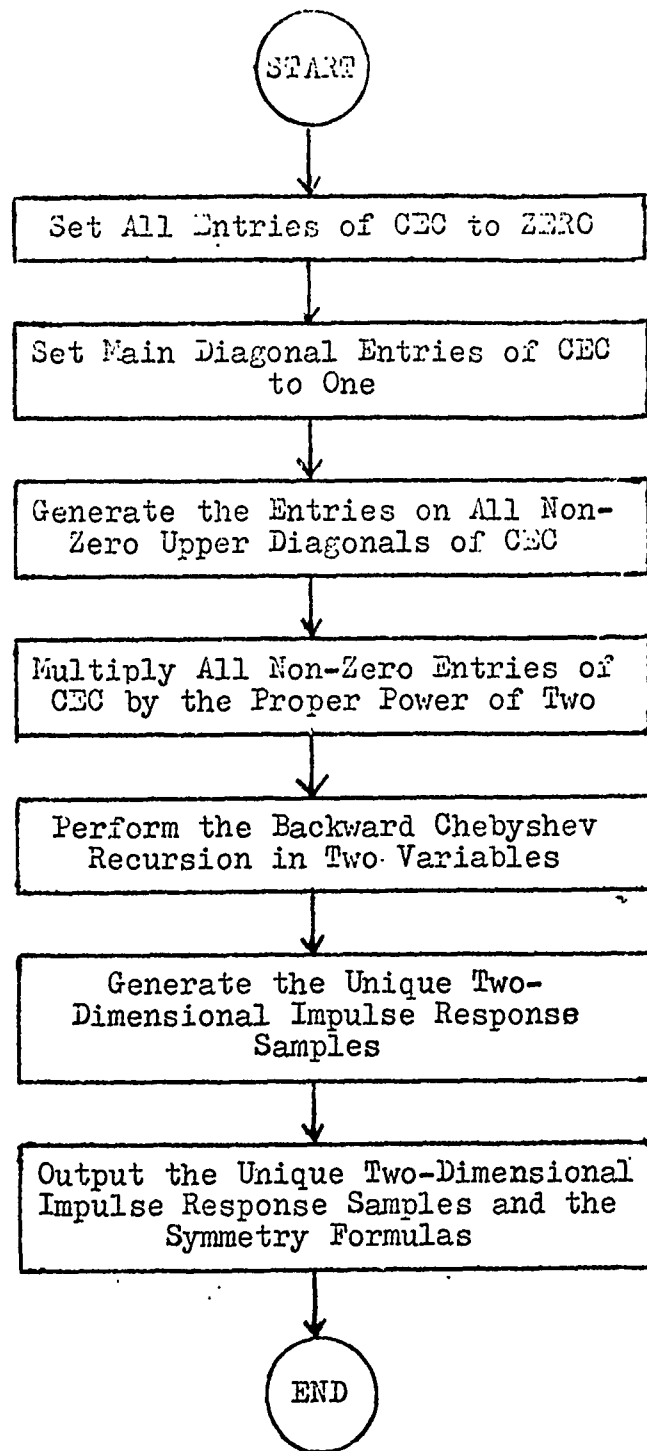 START
Set All Entries of CEC to ZERO
Set Main Diagonal Entries of CEC
to One
Generate the Entries on All Non-
Zero Upper Diagonals of CEC
Multiply All Non-Zero Entries of
CEC by the Proper Power of Two
Perform the Backward Chebyshev
Recursion in Two Variables
Generate the Unique Two-
Dimensional Impulse Response
Samples
Output the Unique Two-Dimensional
Impulse Response Samples and the
Symmetry Formulas
END